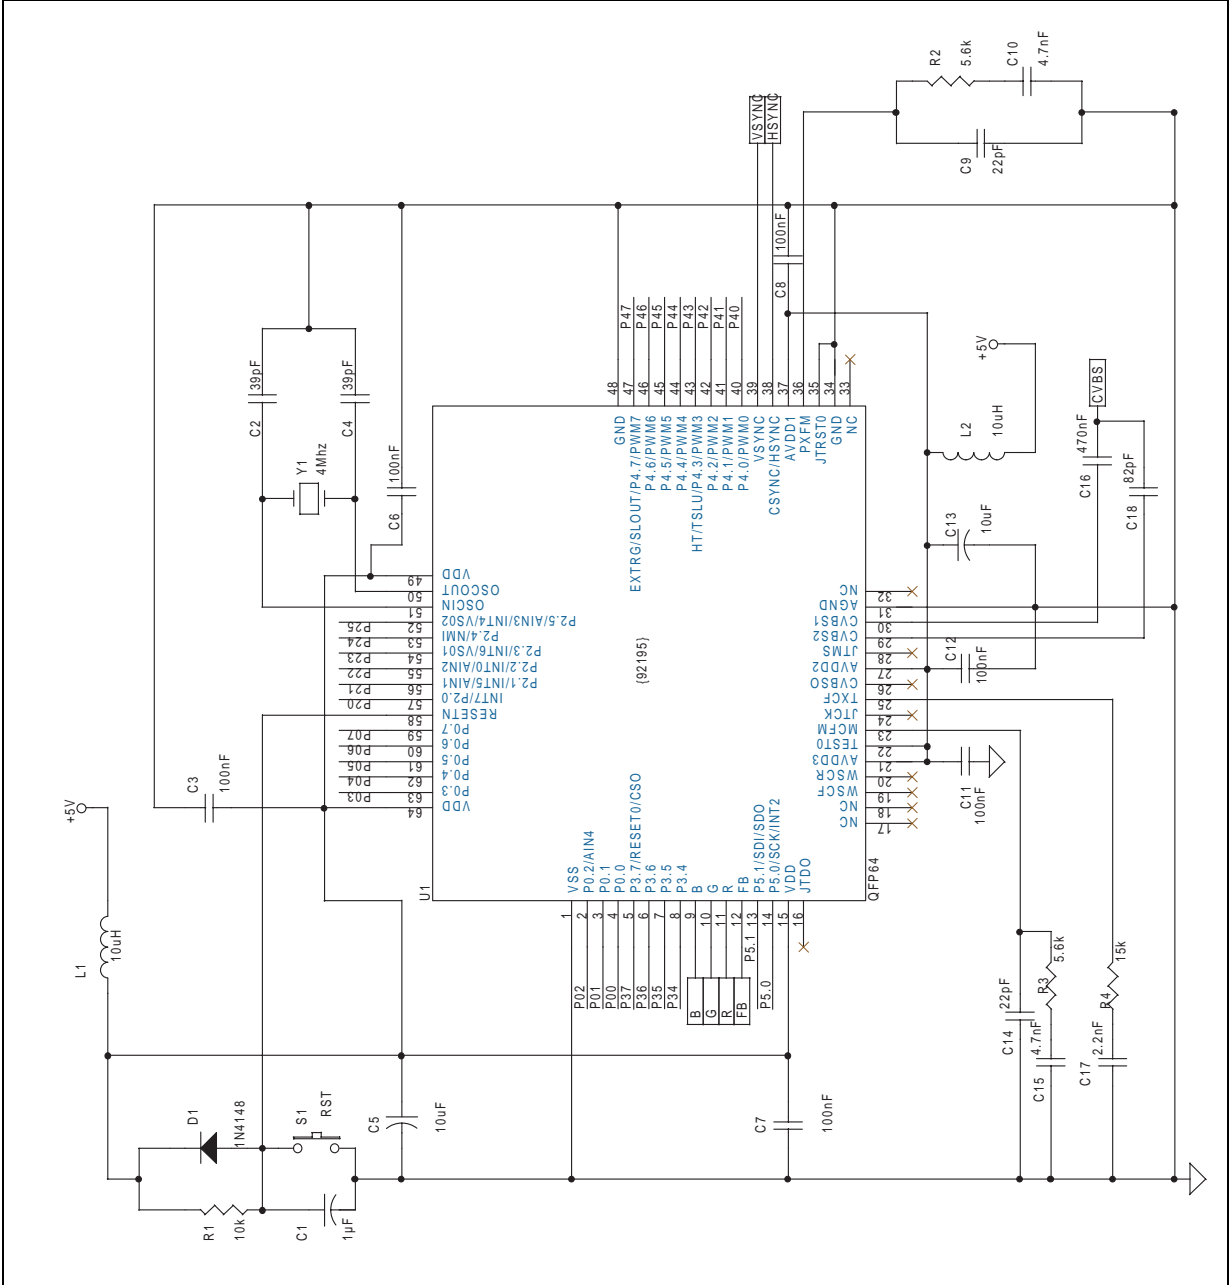 R2
5.6k
C10
4.7nF
C9
22pF
VSYNC
HSYNC
C8
100nF
C2
39pF
C4
39pF
Y1
4Mhz
C6
100nF
P47
P46
P45
P44
P43
P42
P41
P40
+5V
L2
10uH
CVBS
C16
470nF
C18
82pF
C13
10uF
C12
100nF
C11
100nF
48
47
46
45
44
43
42
41
40
39
38
37
36
35
34
33
GND
EXTRG/SLOUT/P4.7/PWM7
P4.6/PWM6
P4.5/PWM5
P4.4/PWM4
HT/TSLU/P4.3/PWM3
P4.2/PWM2
P4.1/PWM1
P4.0/PWM0
VSYNC
CSYNC/HSYNC
AVDD1
PXFM
JTRST0
GND
NC
49 VDD
50 OSCOUT
51 OSCIN
P25 52 P2.5/AIN3/INT4/VS02
P24 53 P2.4/NMI
P23 54 P2.3/INT6/VS01
P22 55 P2.2/INT0/AIN2
P21 56 P2.1/INT5/AIN1
P20 57 INT7/P2.0
58 RESETN
P07 59 P0.7
P06 60 P0.6
P05 61 P0.5
P04 62 P0.4
P03 63 P0.3
64 VDD
{92195}
NC 32
AGND 31
CVBS1 30
CVBS2 29
JTMS 28
AVDD2 27
CVBSO 26
TXCF 25
JTCK 24
MCFM 23
TEST0 22
AVDD3 21
WSCR 20
WSCF 19
NC 18
NC 17
C3
100nF
+5V
L1
10uH
U1
QFP64
VSS
P0.2/AIN4
P0.1
P0.0
P3.7/RESET0/CSO
P3.6
P3.5
P3.4
B
G
R
FB
P5.1/SDI/SDO
P5.0/SCK/INT2
VDD
JTDO
1
2
3
4
5
6
7
8
9
10
11
12
13
14
15
16
P02
P01
P00
P37
P36
P35
P34
B
G
R
FB
P5.1
P5.0
C14
22pF
R3
5.6k
C15
4.7nF
R4
15k
C17
2.2nF
D1
1N4148
S1
RST
C5
10uF
C7
100nF
R1
10k
C1
1µF